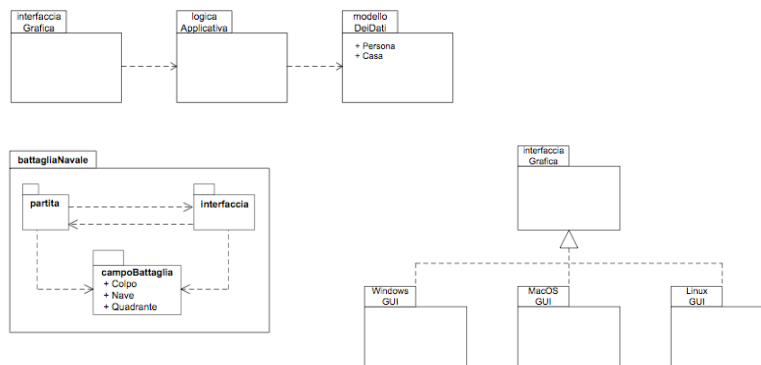 interfaccia
Grafica
logica
Applicativa
modello
DeiDati
+ Persona
+ Casa
battagliaNavale
partita
interfaccia
campoBattaglia
+ Colpo
+ Nave
+ Quadrante
interfaccia
Grafica
Windows
GUI
MacOS
GUI
Linux
GUI